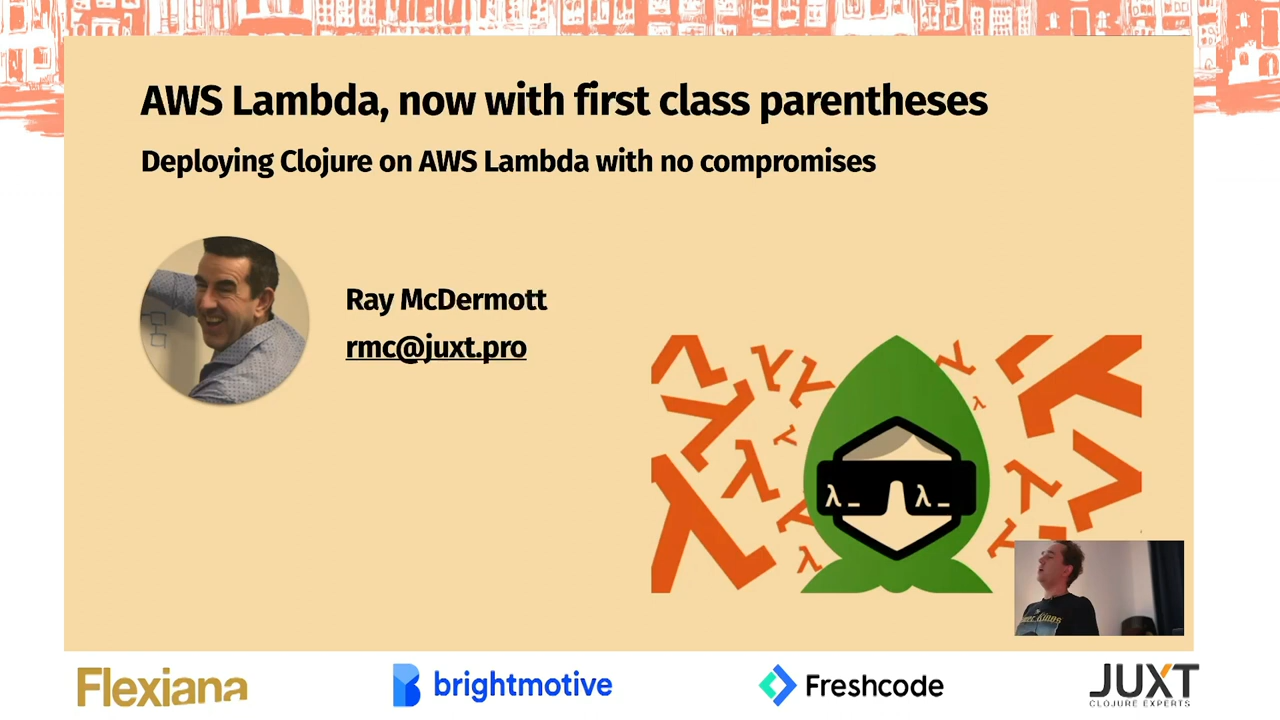 AWS Lambda, now with first class parentheses
Deploying Clojure on AWS Lambda with no compromises
Ray McDermott
rmc@juxt.pro
λ_ λ_
Flexiana
brightmotive
Freshcode
JUXT
CLOJURE EXPERTS